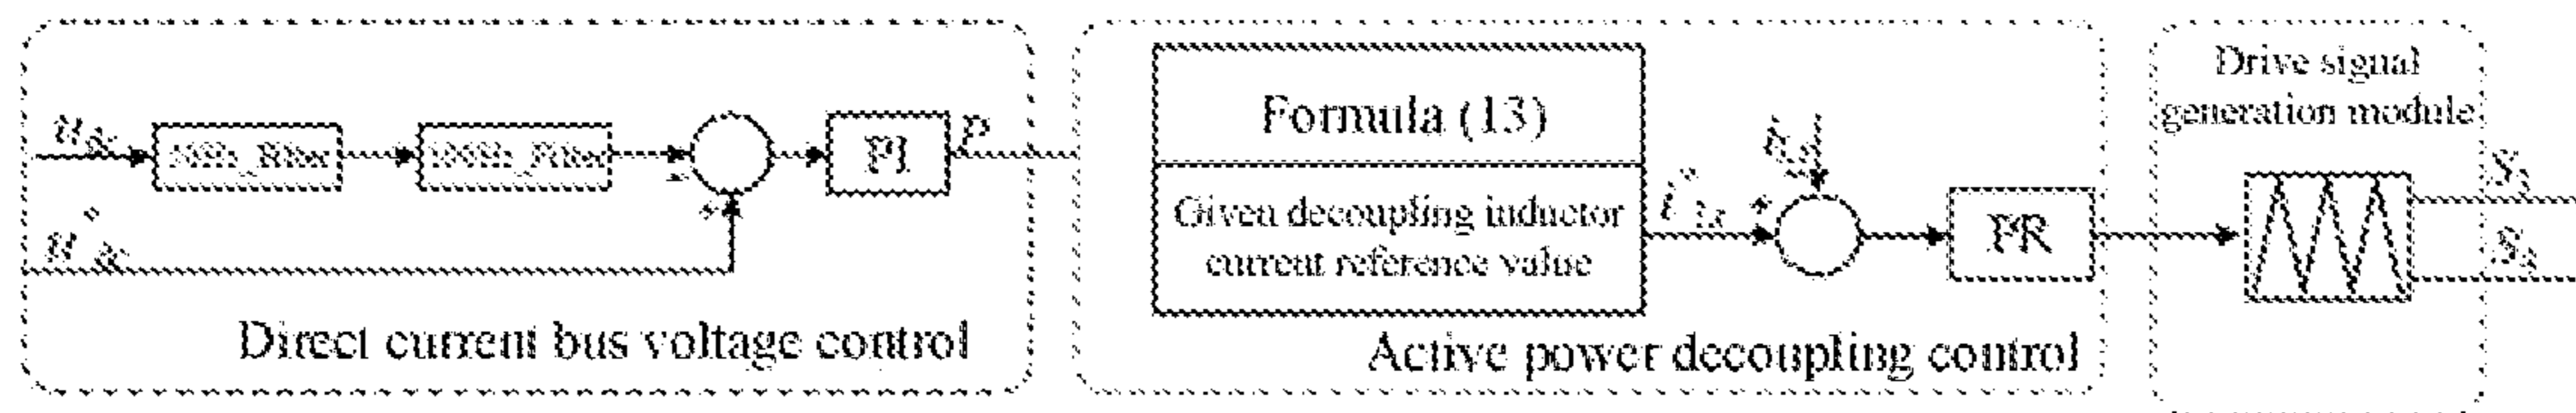 Drive signal
generation module
Formula (13)
Given decoupling inductor
current reference value
PI
P
PR
Direct current bus voltage control
Active power decoupling control